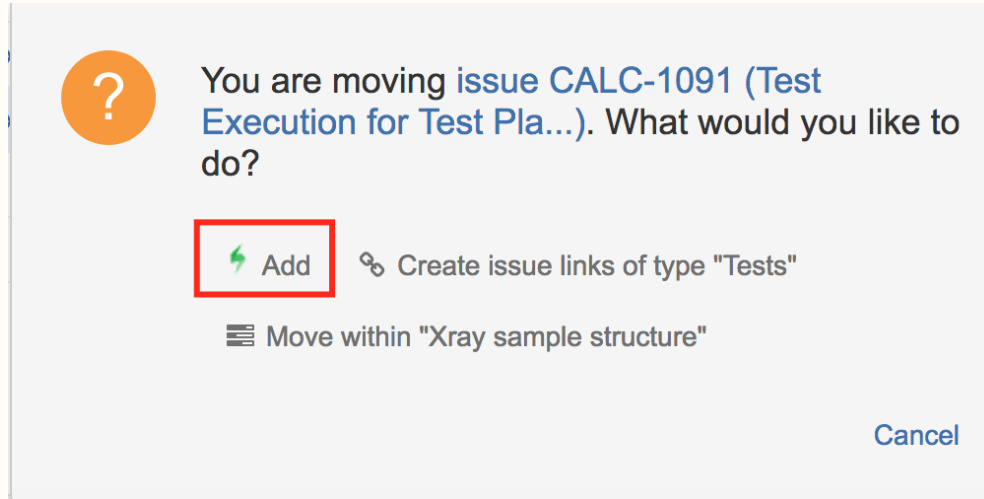 ?
You are moving issue CALC-1091 (Test
Execution for Test Pla...). What would you like to
do?
Add
Create issue links of type "Tests"
Move within "Xray sample structure"
Cancel